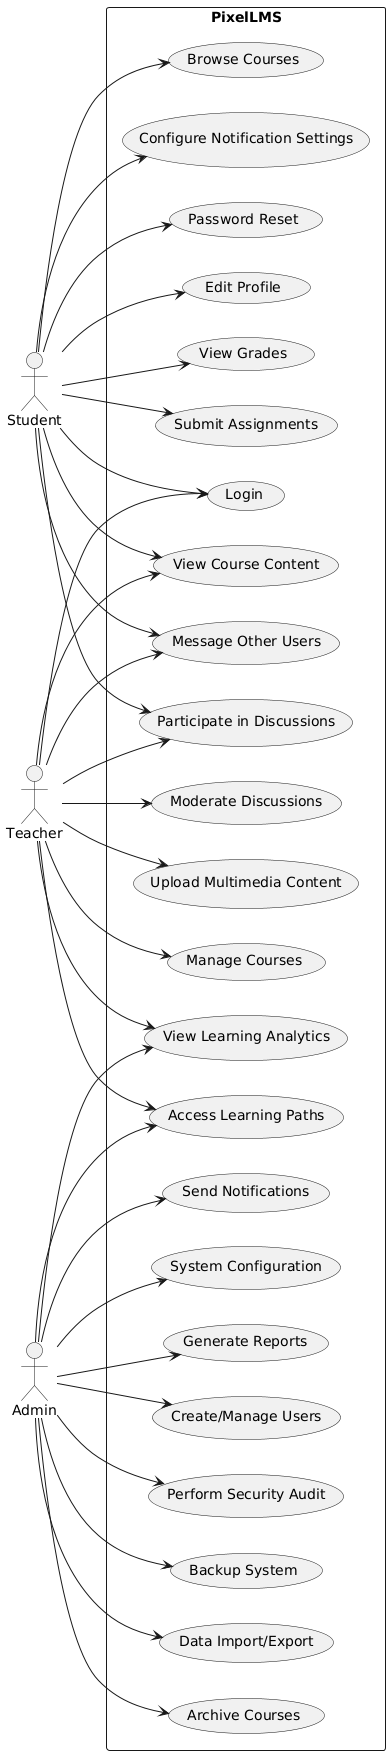 PixelLMS
Browse Courses
Configure Notification Settings
Password Reset
Edit Profile
View Grades
Student
Submit Assignments
Login
View Course Content
Message Other Users
Participate in Discussions
Moderate Discussions
Teacher
Upload Multimedia Content
Manage Courses
View Learning Analytics
Access Learning Paths
Send Notifications
System Configuration
Generate Reports
Admin
Create/Manage Users
Perform Security Audit
Backup System
Data Import/Export
Archive Courses